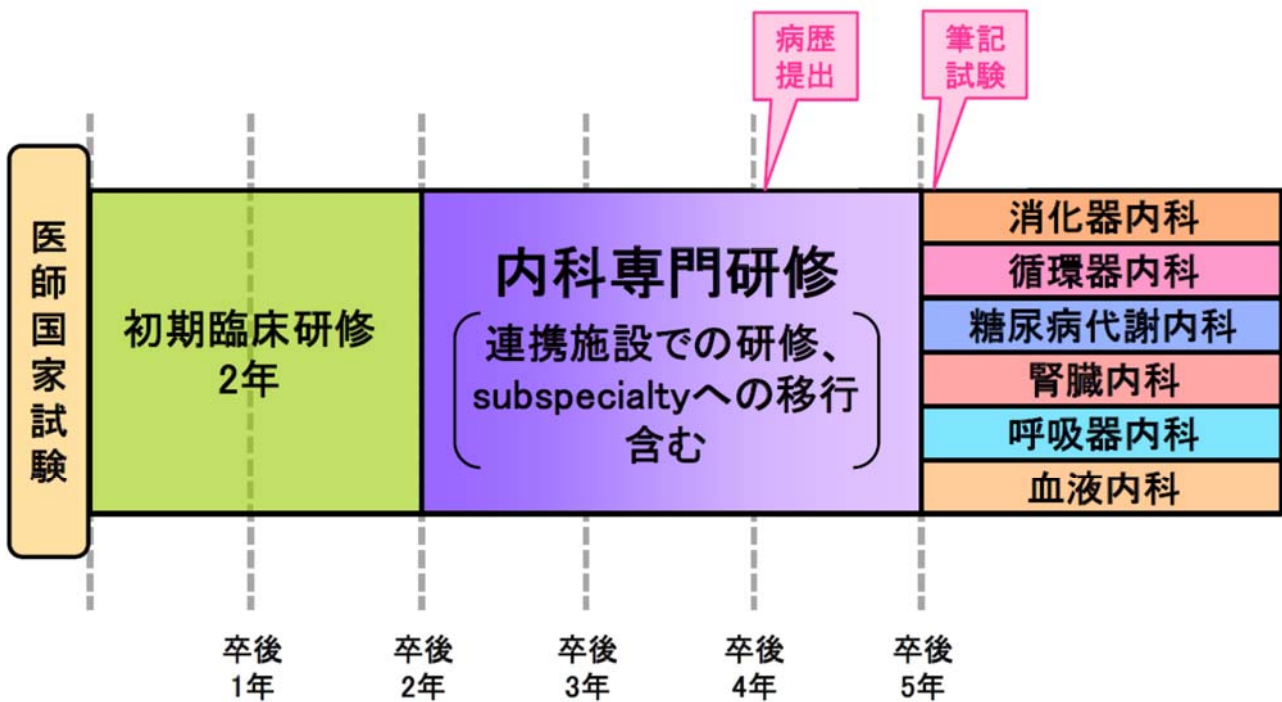 病歴
提出
筆記
試験
医師国家試験
初期臨床研修
2年
内科専門研修
連携施設での研修、
subspecialtyへの移行
含む
消化器内科
循環器内科
糖尿病代謝内科
腎臓内科
呼吸器内科
血液内科
卒後
1年
卒後
2年
卒後
3年
卒後
4年
卒後
5年